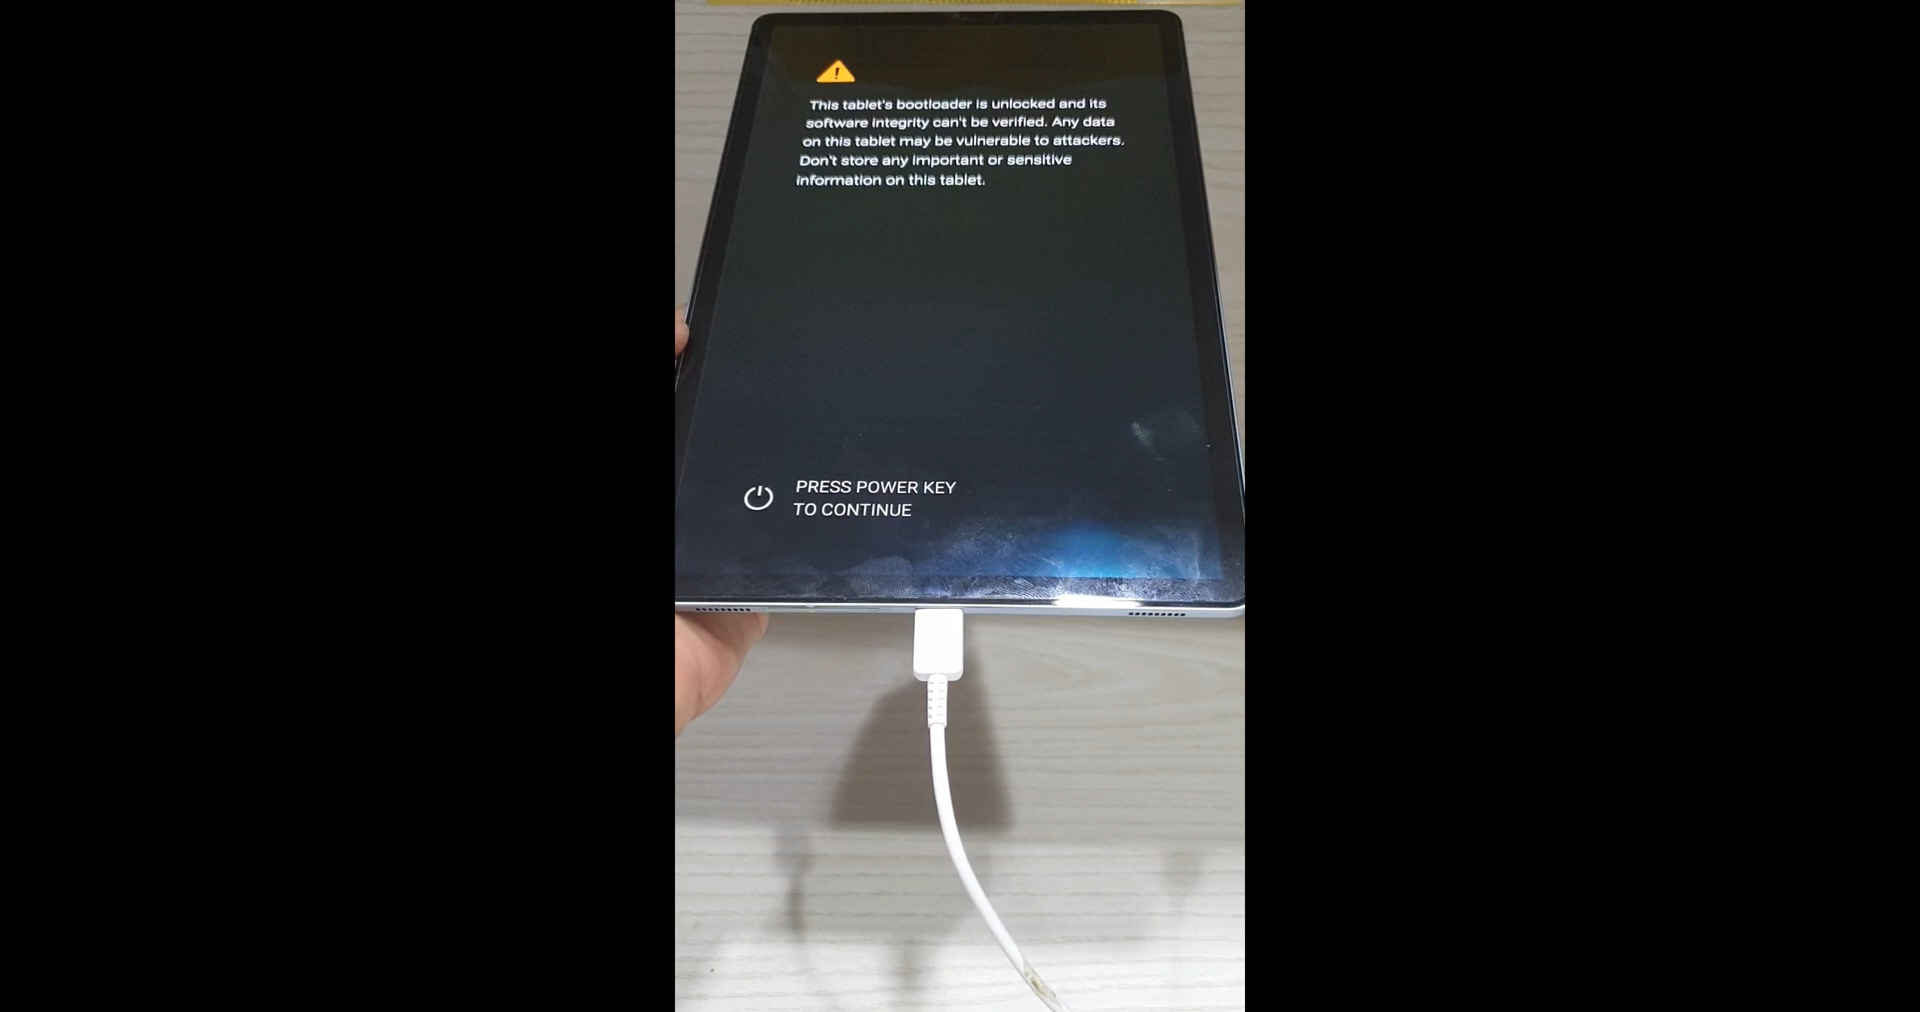 This tablet's bootloader is unlocked and its
software integrity can't be verified. Any data
on this tablet may be vulnerable to attackers.
Don't store any important or sensitive
information on this tablet.
PRESS POWER KEY
TO CONTINUE